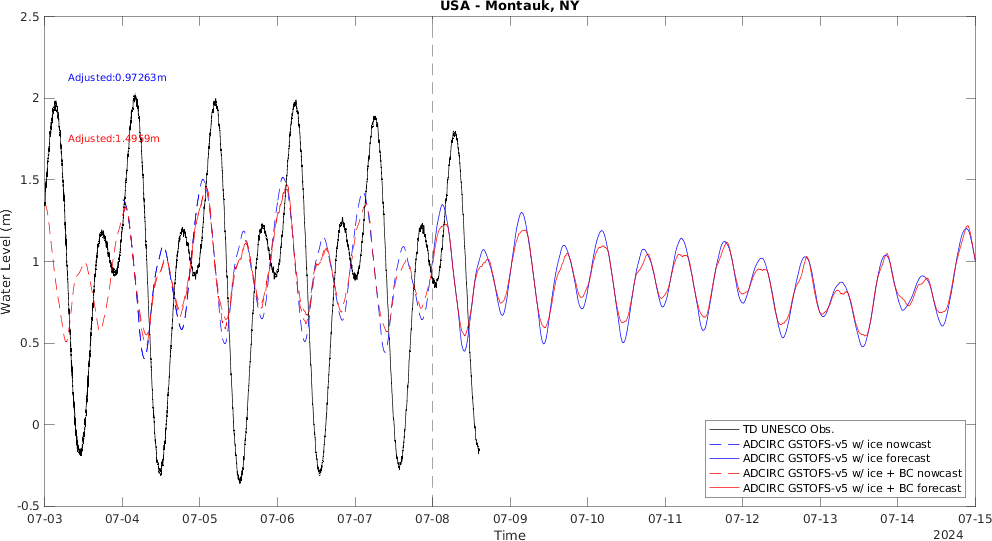 USA - Montauk, NY
Water Level (m)
2.5
2
1.5
1
0.5
0
-0.5
Adjusted:0.97263m
Adjusted:1.4959m
TD UNESCO Obs.
ADCIRC GSTOFS-v5 w/ ice nowcast
ADCIRC GSTOFS-v5 w/ ice forecast
ADCIRC GSTOFS-v5 w/ ice + BC nowcast
ADCIRC GSTOFS-v5 w/ ice + BC forecast
07-03 07-04 07-05 07-06 07-07 07-08 07-09 07-10 07-11 07-12 07-13 07-14 07-15
Time
2024